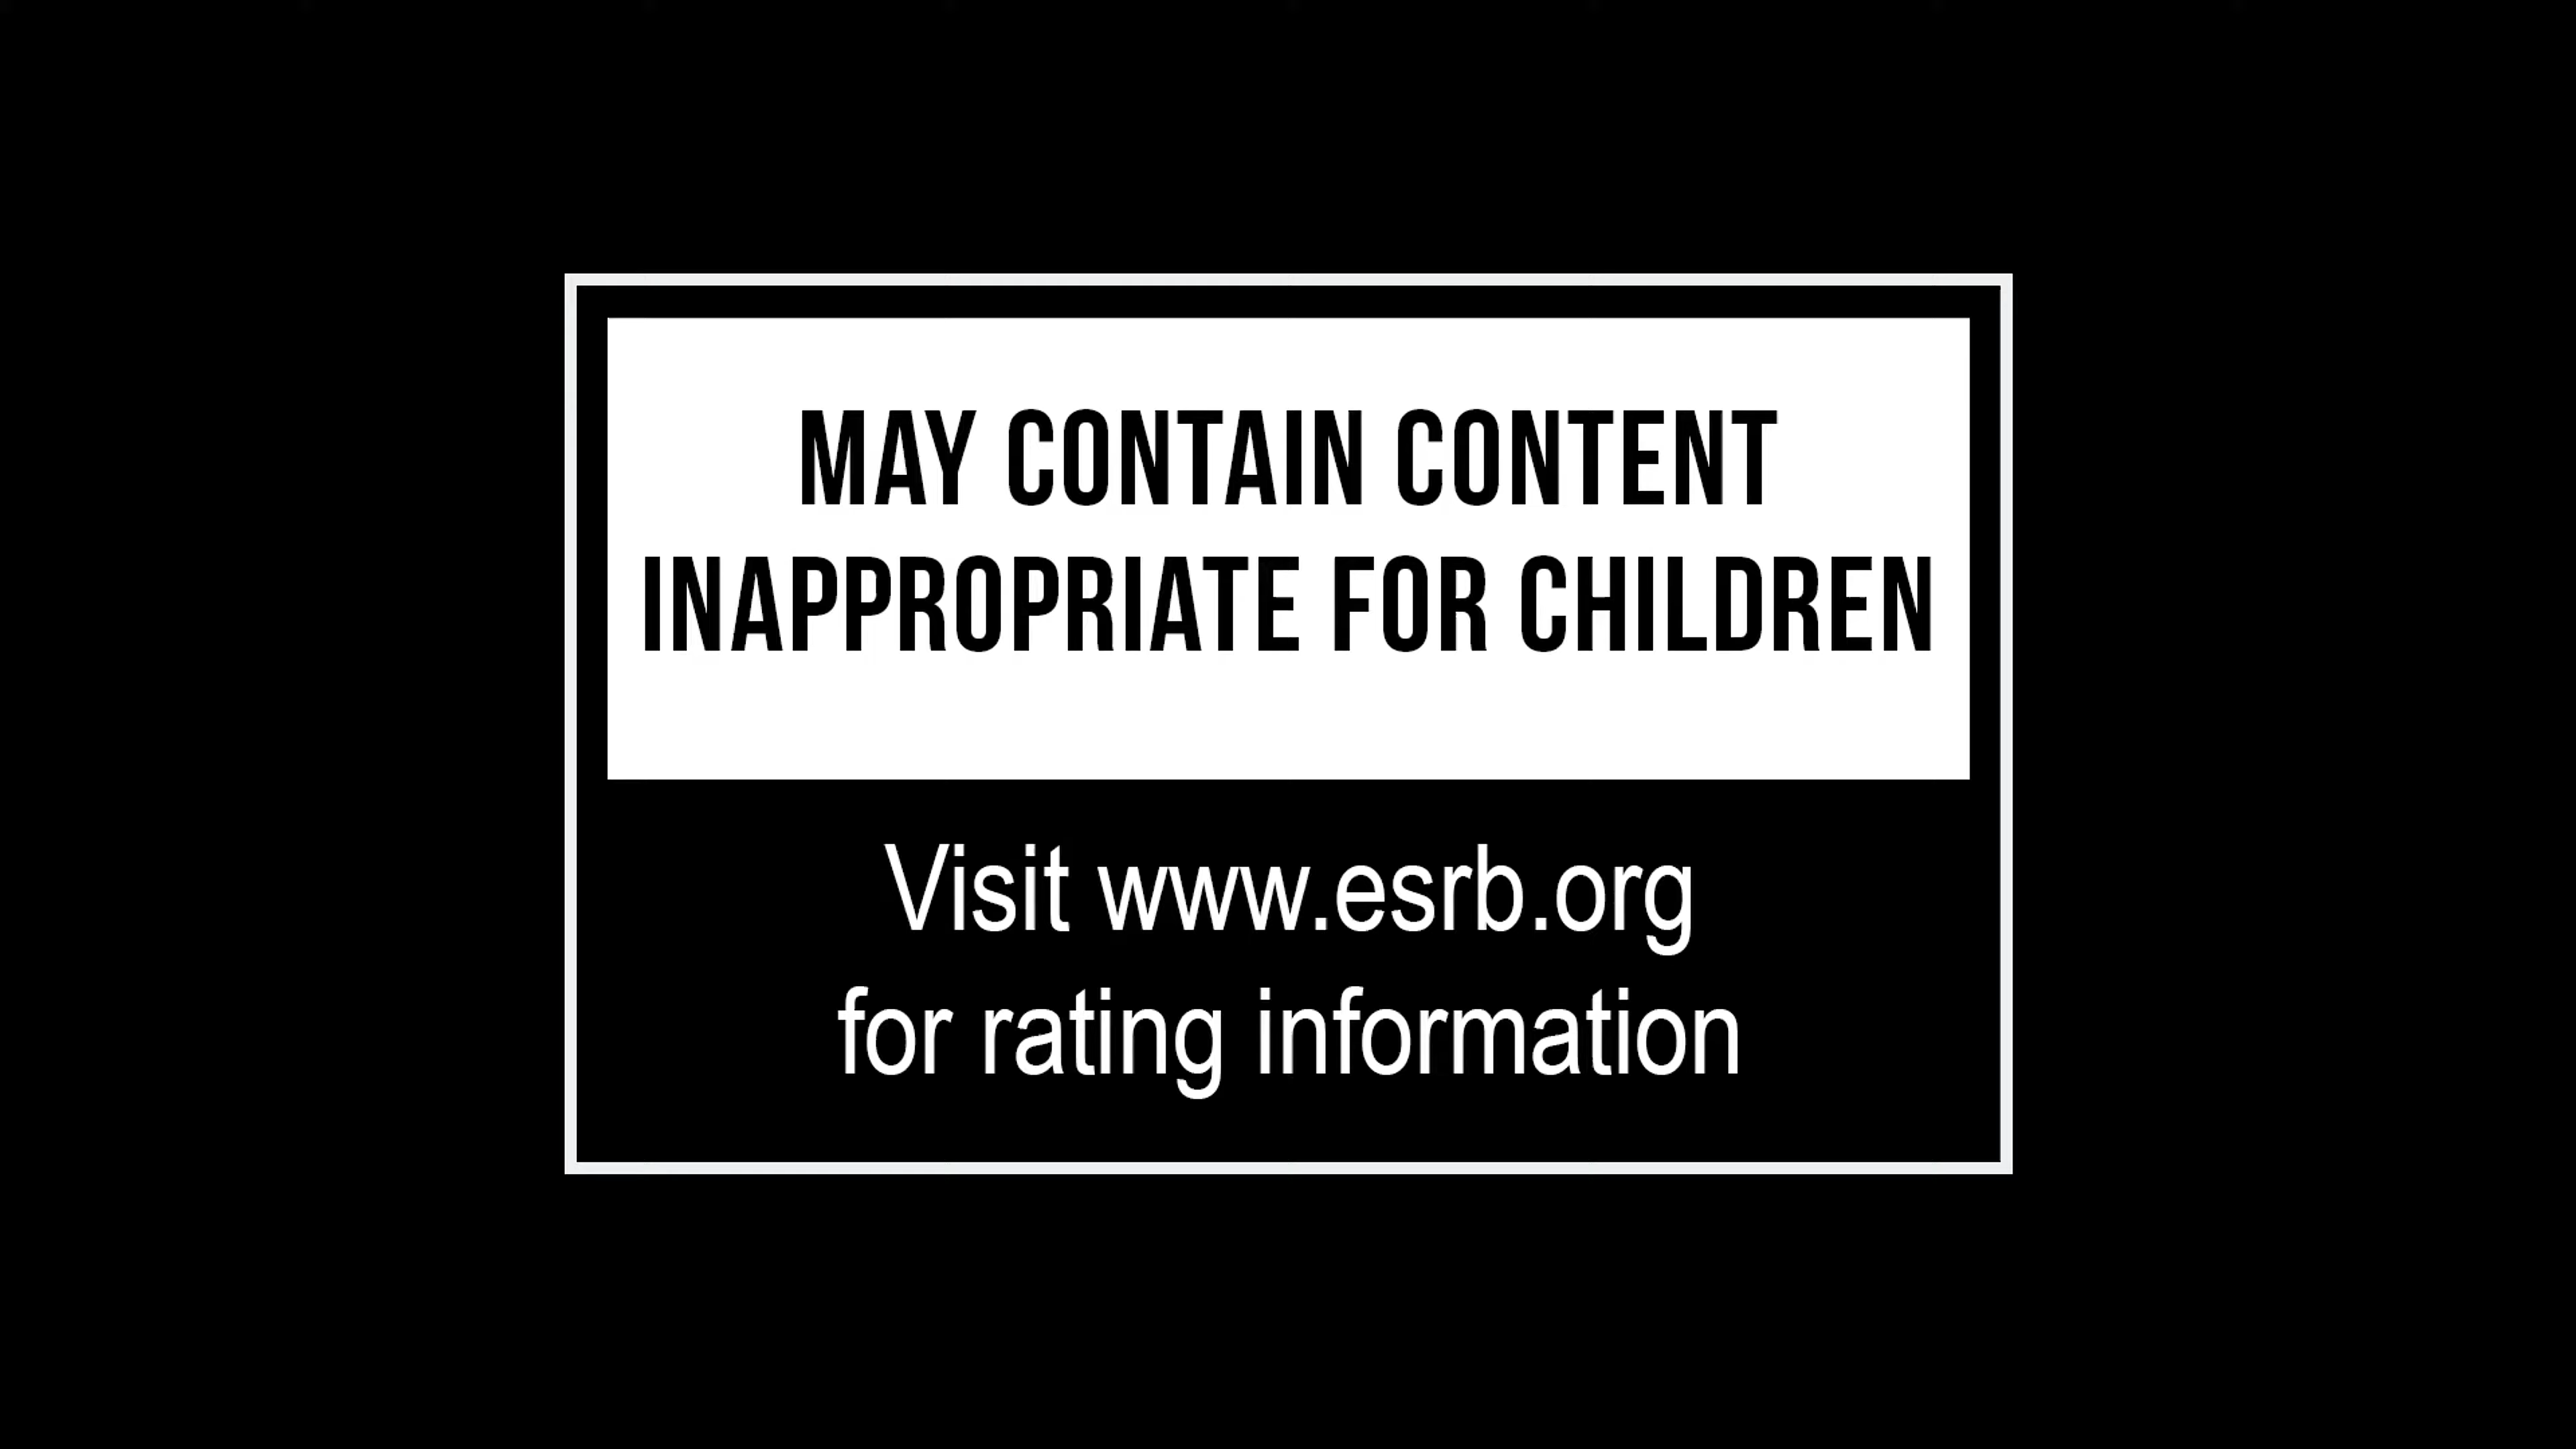 MAY CONTAIN CONTENT
INAPPROPRIATE FOR CHILDREN
Visit www.esrb.org
for rating information